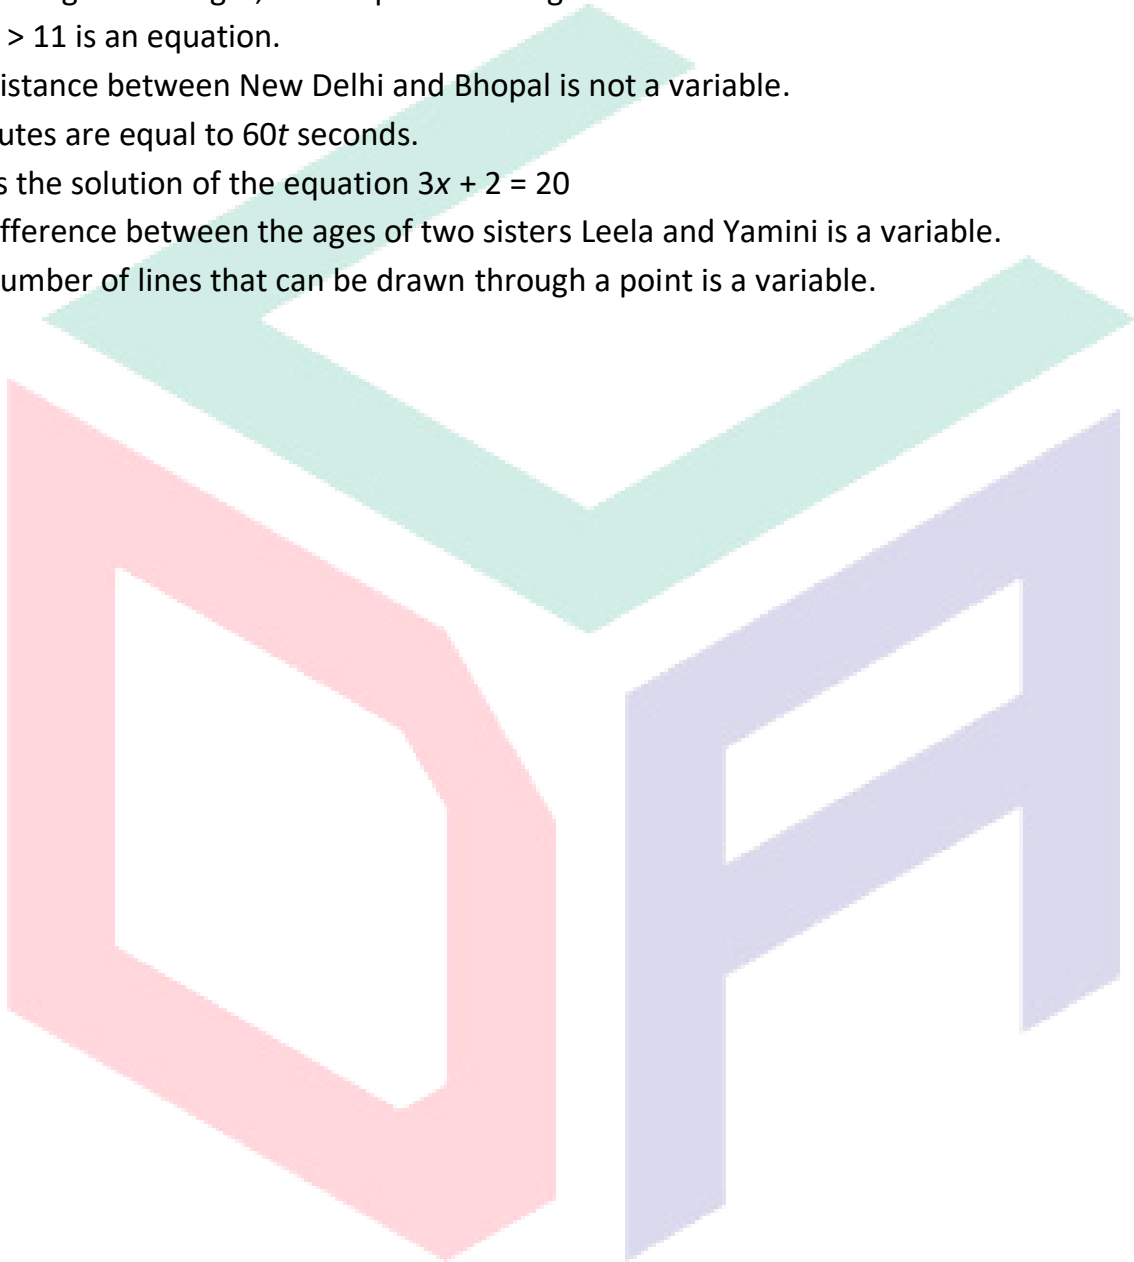 > 11 is an equation.
istance between New Delhi and Bhopal is not a variable.
utes are equal to 60t seconds.
s the solution of the equation 3x + 2 = 20
fference between the ages of two sisters Leela and Yamini is a variable.
umber of lines that can be drawn through a point is a variable.